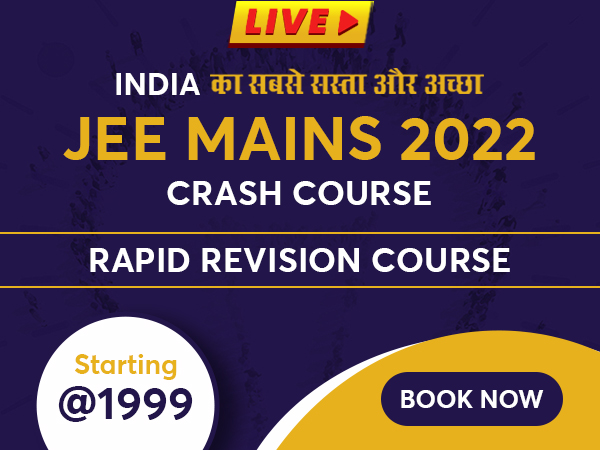 LIVE
INDIA का सबसे सस्ता और अच्छा
JEE MAINS 2022
CRASH COURSE
RAPID REVISION COURSE
Starting
@1999
BOOK NOW